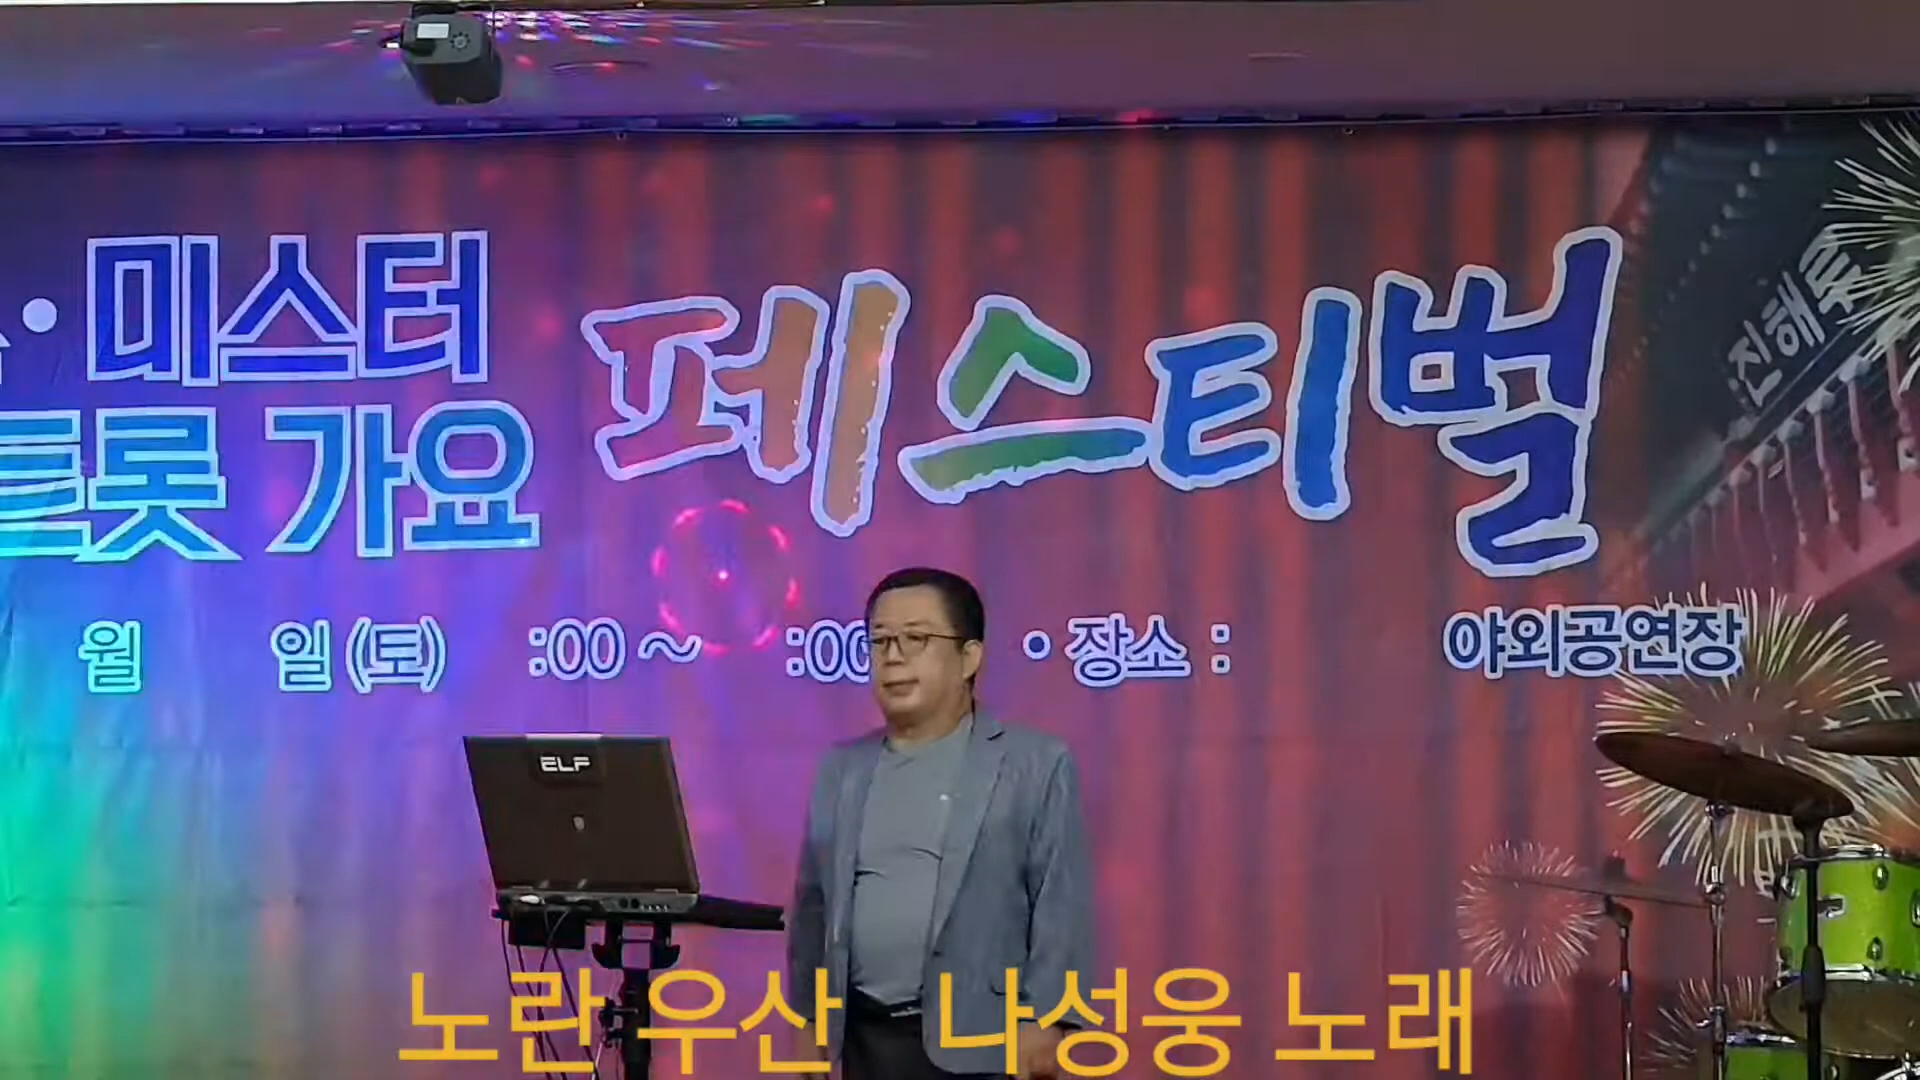 · 미스터
트롯 가요
페스티벌
진해루
월 일(토) :00 ~ :00 • 장소 : 야외공연장
ELF
노란 우산 나성웅 노래